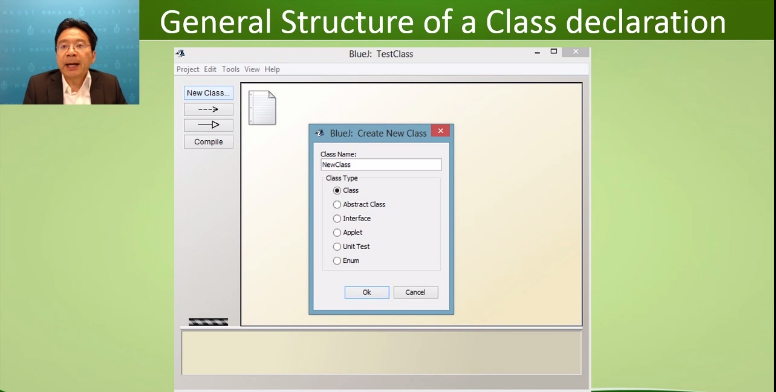 General Structure of a Class declaration
BlueJ: TestClass
Project Edit Tools View Help
New Class...
Compile
BlueJ: Create New Class
Class Name:
NewClass
Class Type
Class
Abstract Class
Interface
Applet
Unit Test
Enum
Ok Cancel